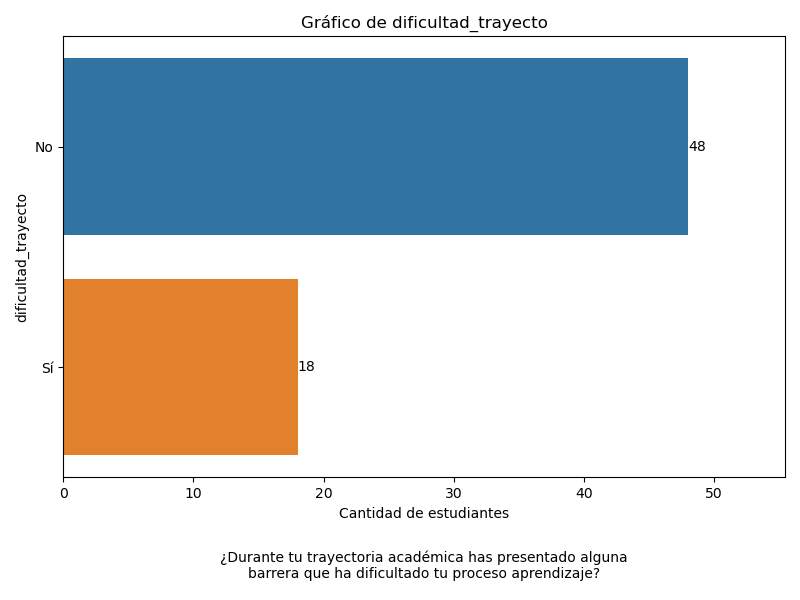 Gráfico de dificultad_trayecto
No
48
dificultad_trayecto
Sí
18
0 10 20 30 40 50
Cantidad de estudiantes
¿Durante tu trayectoria académica has presentado alguna
barrera que ha dificultado tu proceso aprendizaje?